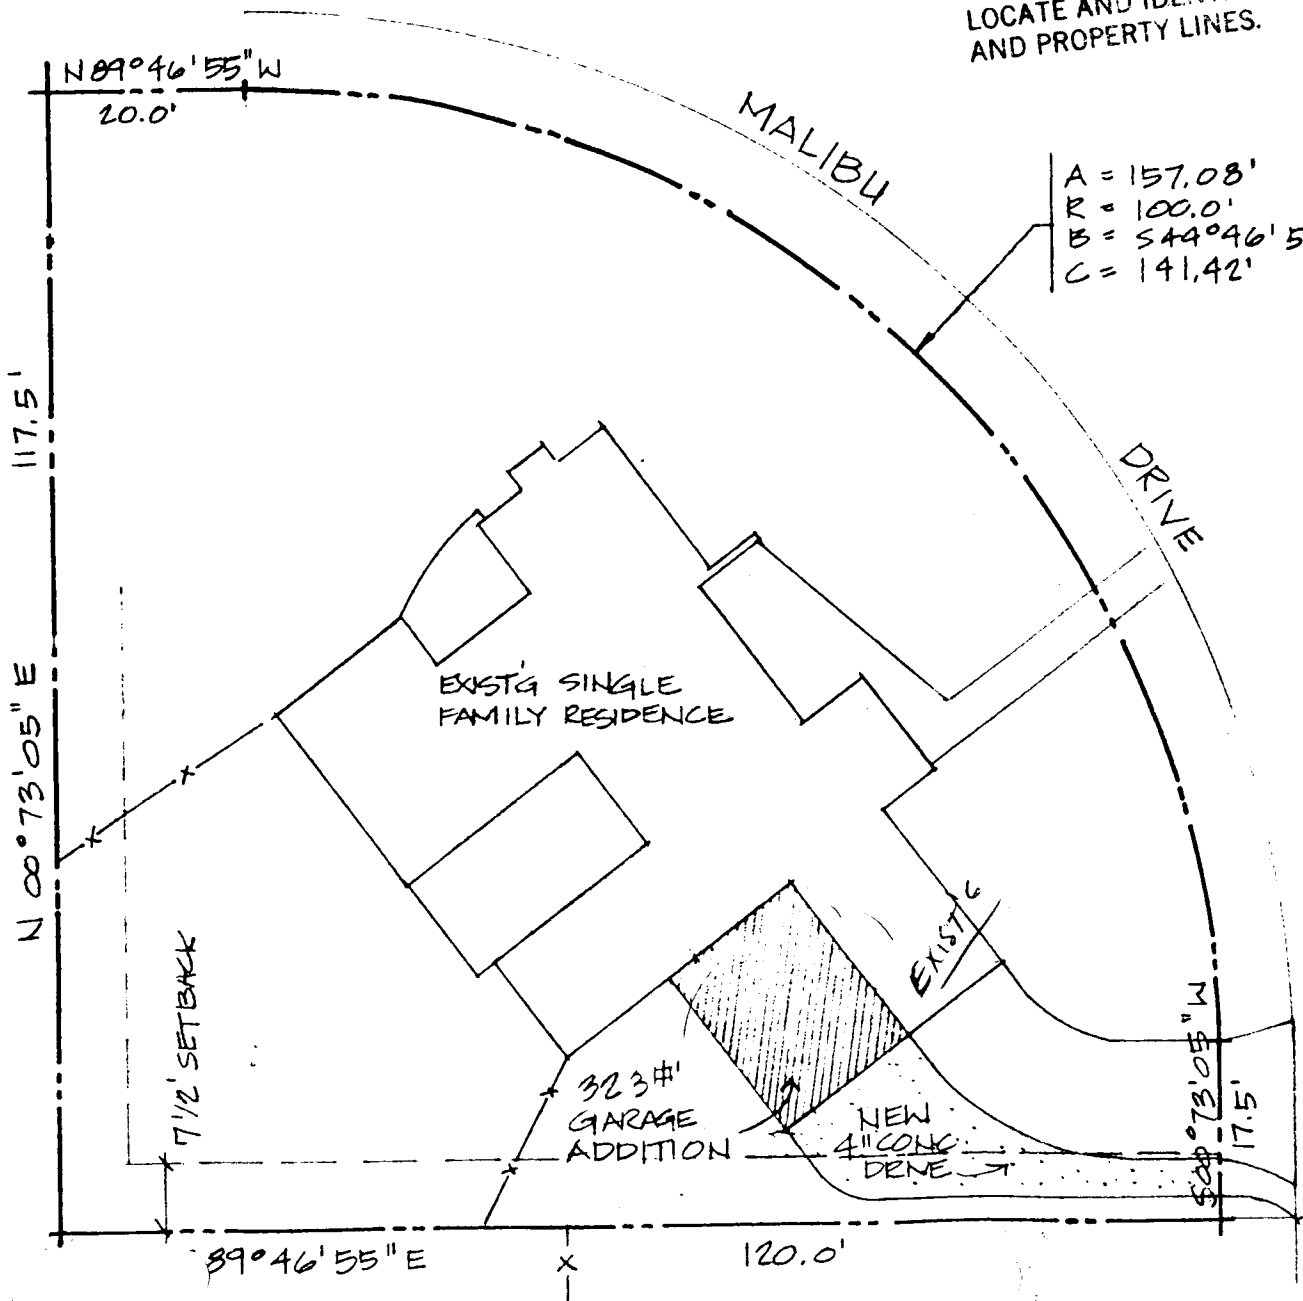 LOCATE AND
AND PROPERTY LINES.
N 89°46'55" W
20.0'
MALIBU
DRIVE
A = 157.08'
R = 100.0'
B = S44°46'5
C = 141.42'
117.5'
N 00°73'05" E
EXIST'G SINGLE
FAMILY RESIDENCE
EXIST'G
7 1/2' SETBACK
323 #'
GARAGE
ADDITION
NEW
4" CONC.
DRIVE
S00°73'05" W
17.5'
89°46'55" E
120.0'